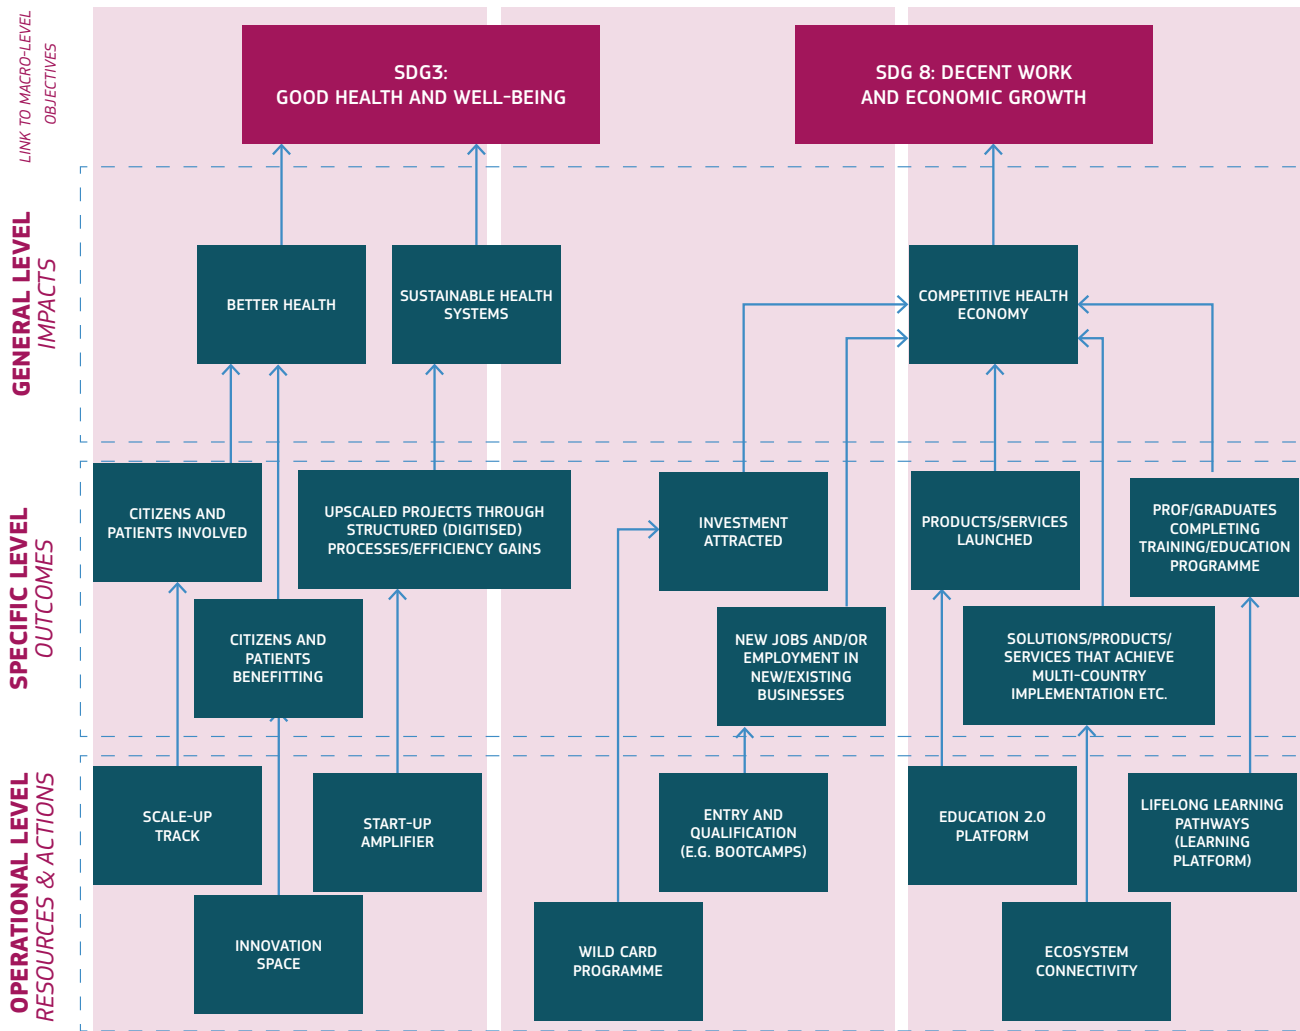 LINK TO MACRO-LEVEL
OBJECTIVES
SDG3:
GOOD HEALTH AND WELL-BEING
SDG 8: DECENT WORK
AND ECONOMIC GROWTH
GENERAL LEVEL
IMPACTS
BETTER HEALTH
SUSTAINABLE HEALTH
SYSTEMS
COMPETITIVE HEALTH
ECONOMY
SPECIFIC LEVEL
OUTCOMES
CITIZENS AND
PATIENTS INVOLVED
UPSCALED PROJECTS THROUGH
STRUCTURED (DIGITISED)
PROCESSES/EFFICIENCY GAINS
INVESTMENT
ATTRACTED
PRODUCTS/SERVICES
LAUNCHED
PROF/GRADUATES
COMPLETING
TRAINING/EDUCATION
PROGRAMME
CITIZENS AND
PATIENTS
BENEFITTING
NEW JOBS AND/OR
EMPLOYMENT IN
NEW/EXISTING
BUSINESSES
SOLUTIONS/PRODUCTS/
SERVICES THAT ACHIEVE
MULTI-COUNTRY
IMPLEMENTATION ETC.
OPERATIONAL LEVEL
RESOURCES & ACTIONS
SCALE-UP
TRACK
START-UP
AMPLIFIER
ENTRY AND
QUALIFICATION
(E.G. BOOTCAMPS)
EDUCATION 2.0
PLATFORM
LIFELONG LEARNING
PATHWAYS
(LEARNING
PLATFORM)
INNOVATION
SPACE
WILD CARD
PROGRAMME
ECOSYSTEM
CONNECTIVITY